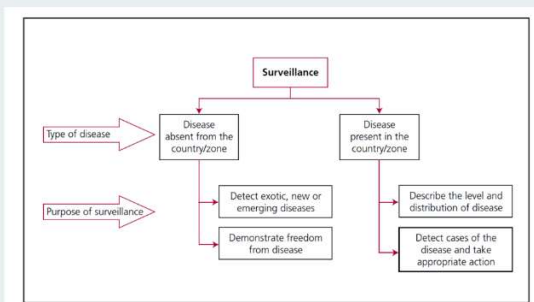 Surveillance
Type of disease
Disease
absent from the
country/zone
Disease
present in the
country/zone
Purpose of surveillance
Detect exotic, new or
emerging diseases
Demonstrate freedom
from disease
Describe the level and
distribution of disease
Detect cases of the
disease and take
appropriate action